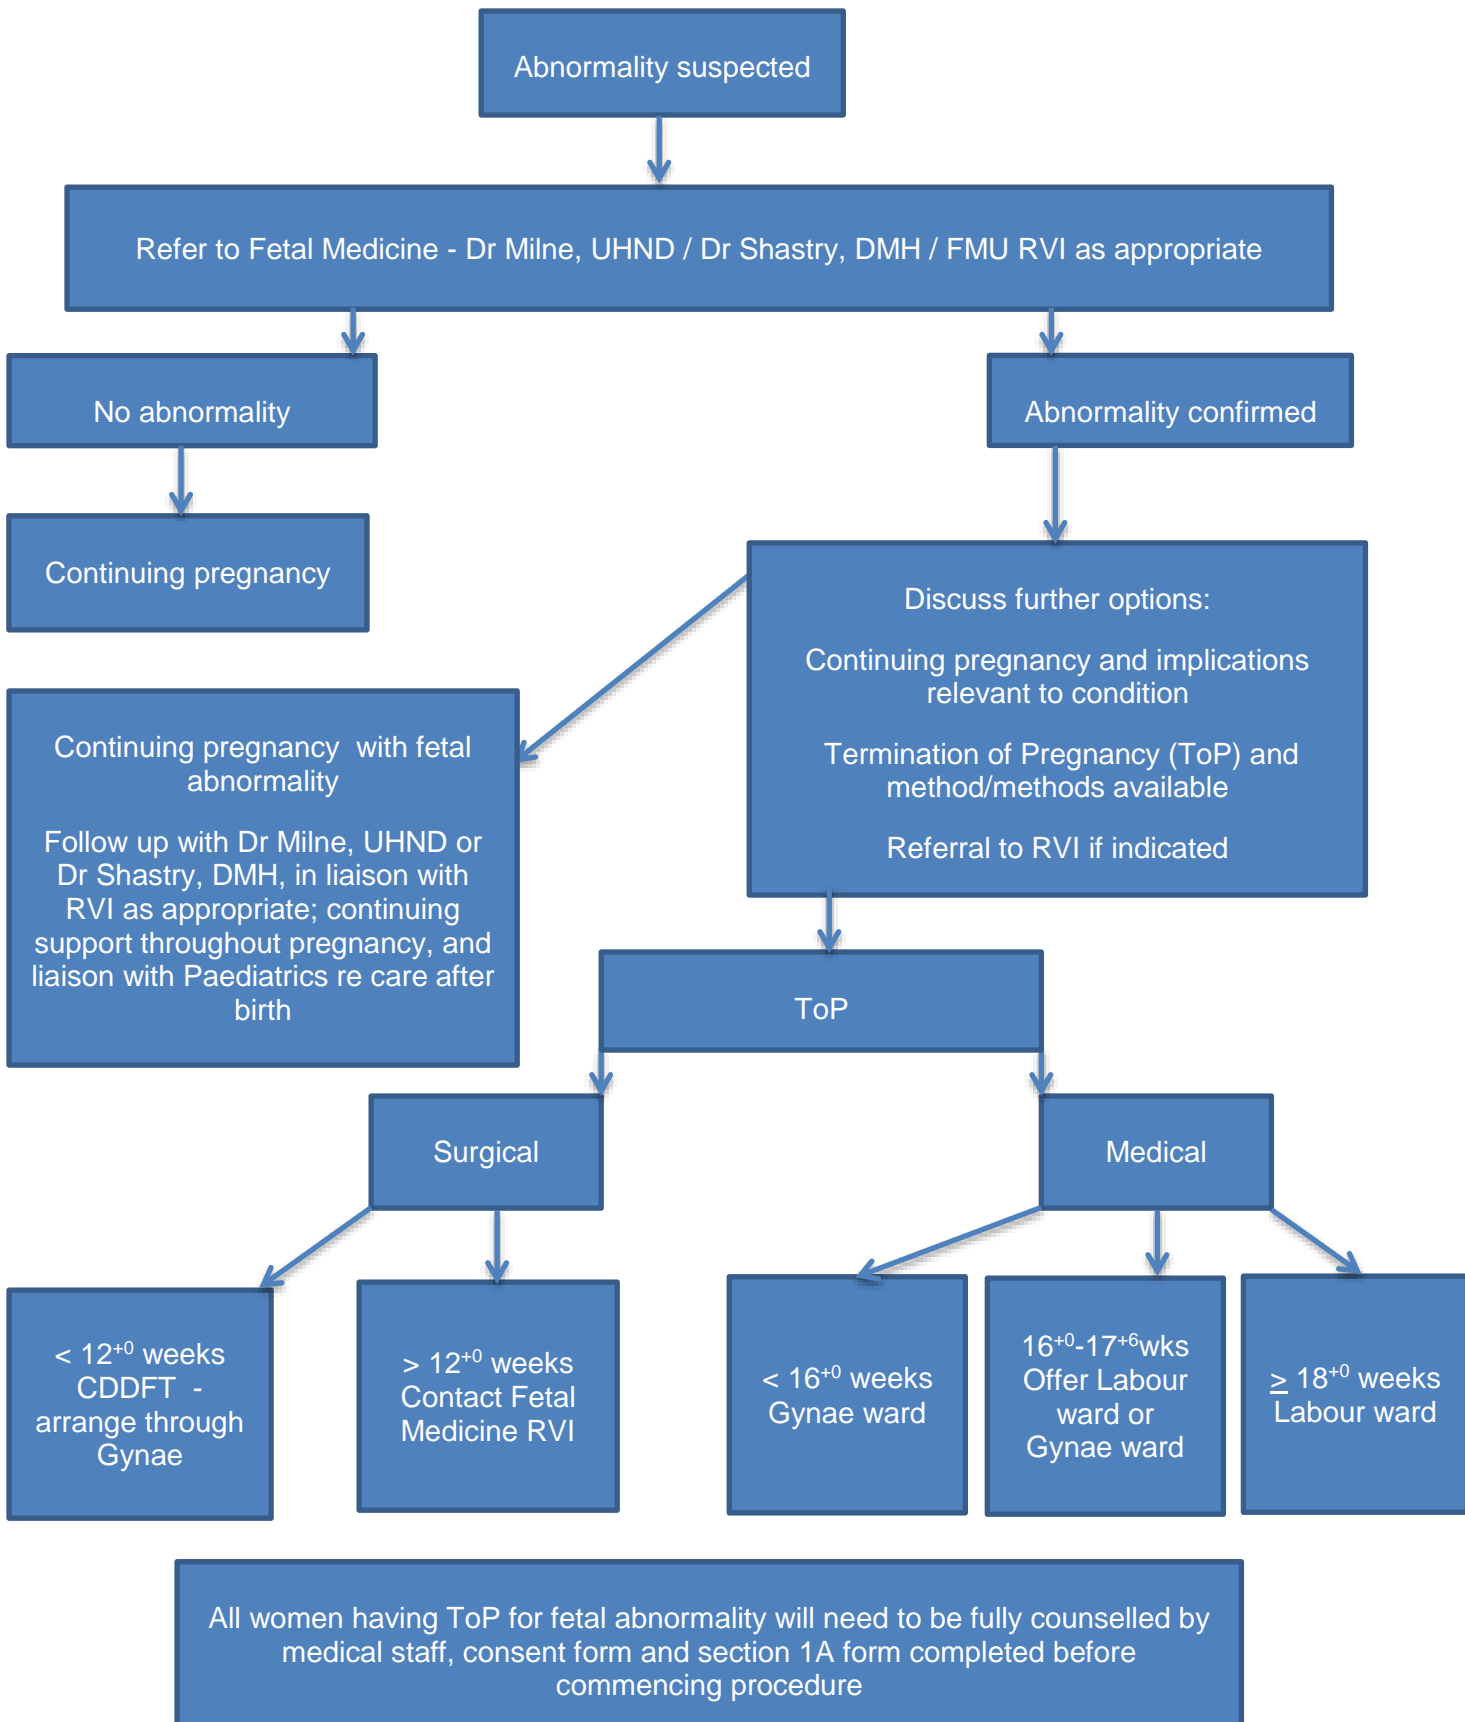 Abnormality suspected
Refer to Fetal Medicine - Dr Milne, UHND / Dr Shastry, DMH / FMU RVI as appropriate
No abnormality
Abnormality confirmed
Continuing pregnancy
Discuss further options:
Continuing pregnancy and implications
relevant to condition
Termination of Pregnancy (ToP) and
method/methods available
Referral to RVI if indicated
Continuing pregnancy  with fetal
abnormality
Follow up with Dr Milne, UHND or
Dr Shastry, DMH, in liaison with
RVI as appropriate; continuing
support throughout pregnancy, and
liaison with Paediatrics re care after
birth
ToP
Surgical
Medical
< 12⁺⁰ weeks
CDDFT  -
arrange through
Gynae
> 12⁺⁰ weeks
Contact Fetal
Medicine RVI
< 16⁺⁰ weeks
Gynae ward
16⁺⁰-17⁺⁶wks
Offer Labour
ward or
Gynae ward
≥ 18⁺⁰ weeks
Labour ward
All women having ToP for fetal abnormality will need to be fully counselled by
medical staff, consent form and section 1A form completed before
commencing procedure